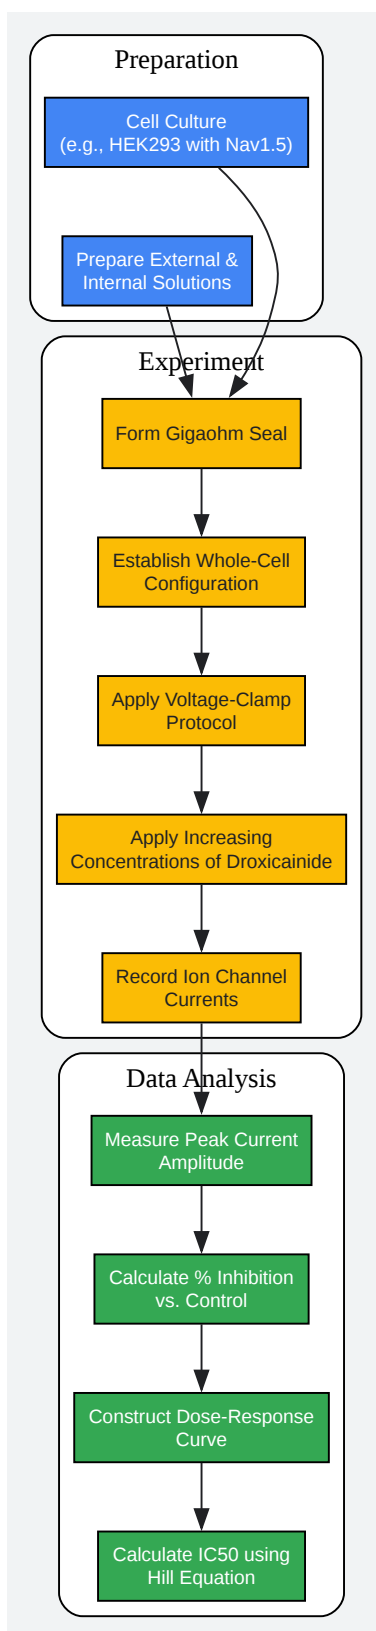 Preparation
Cell Culture
(e.g., HEK293 with Nav1.5)
Prepare External &
Internal Solutions
Experiment
Form Gigaohm Seal
Establish Whole-Cell
Configuration
Apply Voltage-Clamp
Protocol
Apply Increasing
Concentrations of Droxicainide
Record Ion Channel
Currents
Data Analysis
Measure Peak Current
Amplitude
Calculate % Inhibition
vs. Control
Construct Dose-Response
Curve
Calculate IC50 using
Hill Equation